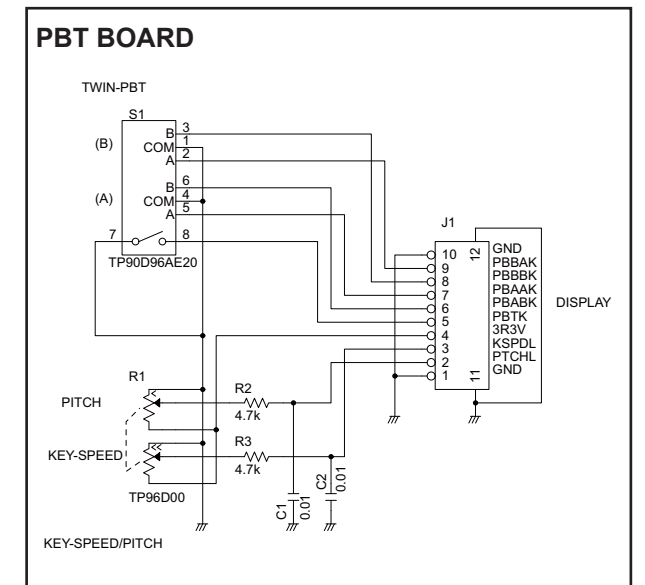 PBT BOARD
TWIN-PBT
S1
(B)
B 3
COM 1
A 2
(A)
B 6
COM 4
A 5
7 8
TP90D96AE20
J1
10 12 GND
9 PBBAK
8 PBBBK
7 PBAAK
6 PBABK
5 PBTK
4 3R3V
3 KSPDL
2 PTCHL
1 11 GND
DISPLAY
R1
PITCH
R2
4.7k
KEY-SPEED
R3
4.7k
TP96D00
C1
0.01
C2
0.01
KEY-SPEED/PITCH